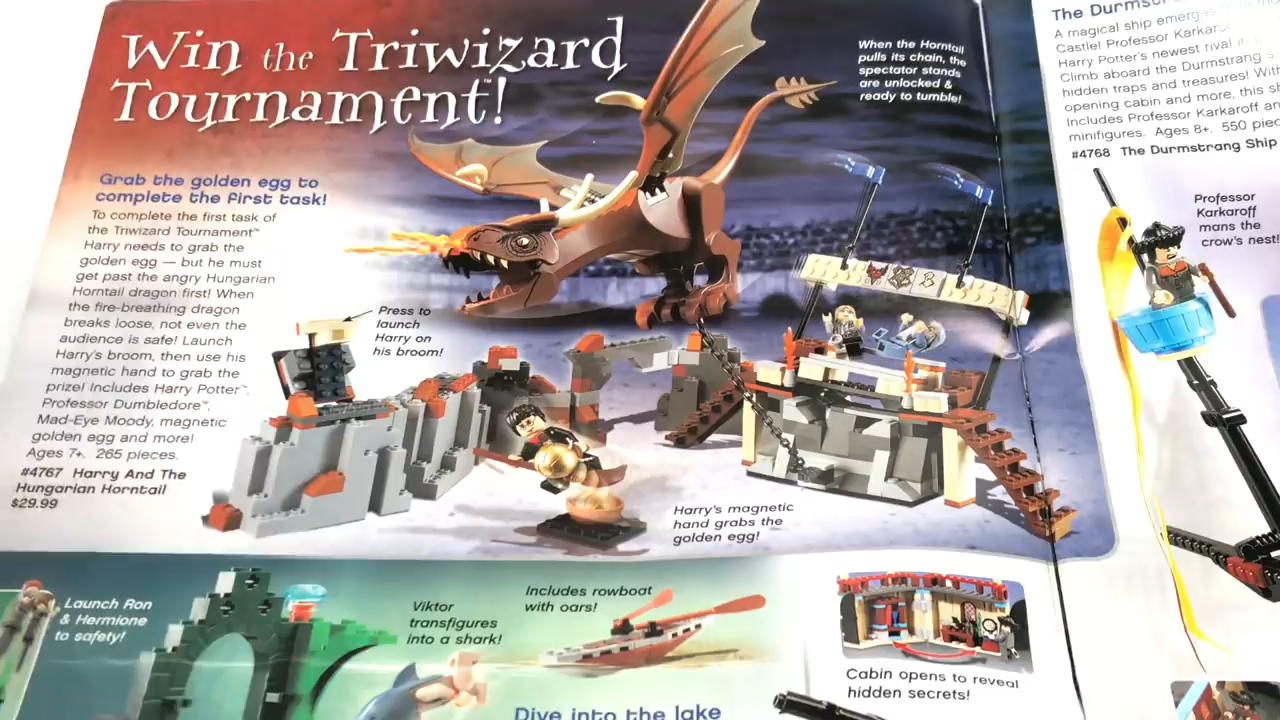 Win the Triwizard
Tournament!™
Grab the golden egg to
complete the first task!
To complete the first task of
the Triwizard Tournament™
Harry needs to grab the
golden egg — but he must
get past the angry Hungarian
Horntail dragon first! When
the fire-breathing dragon
breaks loose, not even the
audience is safe! Launch
Harry's broom, then use his
magnetic hand to grab the
prize! Includes Harry Potter™,
Professor Dumbledore™,
Mad-Eye Moody, magnetic
golden egg and more!
Ages 7+. 265 pieces.
#4767 Harry And The
Hungarian Horntail
$29.99
Press to
launch
Harry on
his broom!
When the Horntail
pulls its chain, the
spectator stands
are unlocked &
ready to tumble!
Harry's magnetic
hand grabs the
golden egg!
Launch Ron
& Hermione
to safety!
Viktor
transfigures
into a shark!
Includes rowboat
with oars!
Dive into the lake
Cabin opens to reveal
hidden secrets!
The
A magical ship
Castle! Professor
Harry Potter's newest rival
Climb aboard the Durmstrang
hidden traps and treasures!
opening cabin and more, this
Includes Professor Karkaroff
minifigures. Ages 8+. 550
#4768 The Durmstrang Ship
Professor
Karkaroff
mans the
crow's nest!